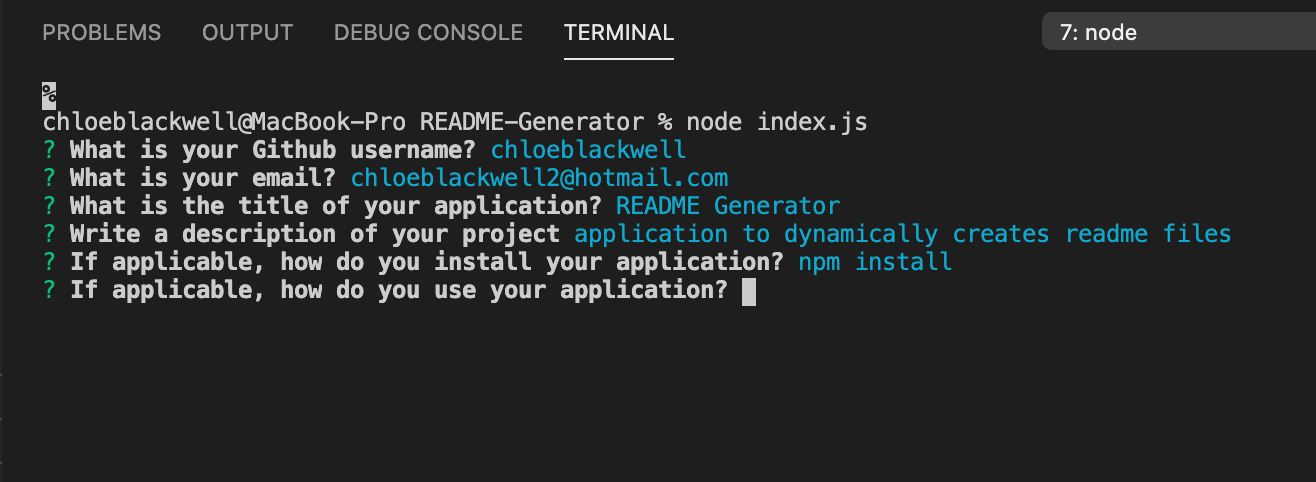 PROBLEMS OUTPUT DEBUG CONSOLE TERMINAL 7: node
%
chloeblackwell@MacBook-Pro README-Generator % node index.js
? What is your Github username? chloeblackwell
? What is your email? chloeblackwell2@hotmail.com
? What is the title of your application? README Generator
? Write a description of your project application to dynamically creates readme files
? If applicable, how do you install your application? npm install
? If applicable, how do you use your application?